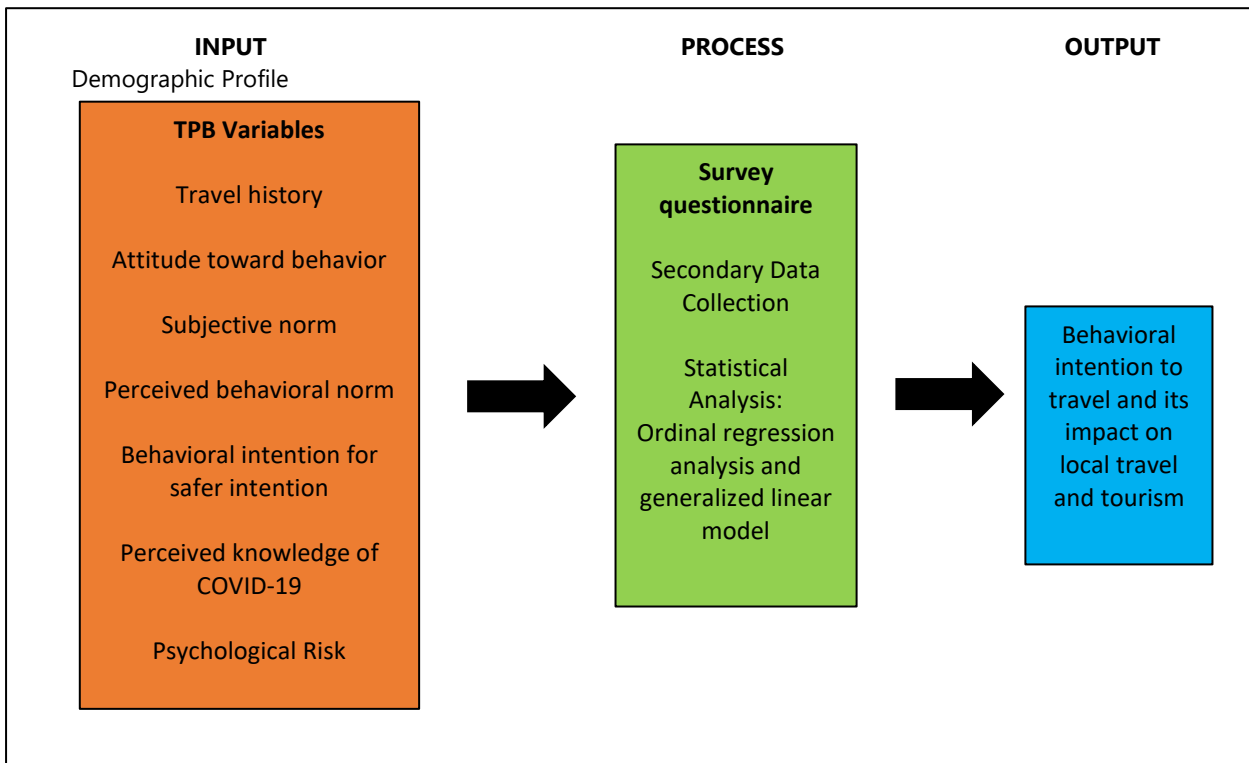 INPUT
Demographic Profile
TPB Variables
Travel history
Attitude toward behavior
Subjective norm
Perceived behavioral norm
Behavioral intention for
safer intention
Perceived knowledge of
COVID-19
Psychological Risk
PROCESS
Survey
questionnaire
Secondary Data
Collection
Statistical
Analysis:
Ordinal regression
analysis and
generalized linear
model
OUTPUT
Behavioral
intention to
travel and its
impact on
local travel
and tourism